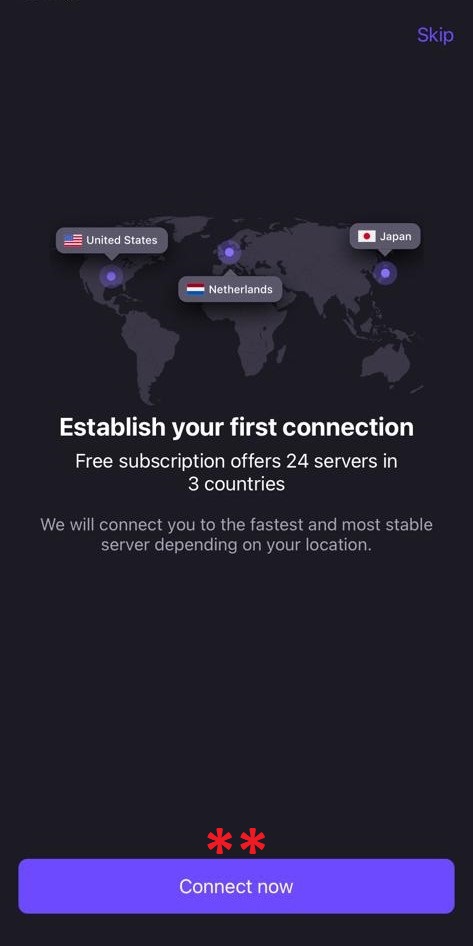 Skip
United States
Japan
Netherlands
Establish your first connection
Free subscription offers 24 servers in
3 countries
We will connect you to the fastest and most stable
server depending on your location.
**
Connect now